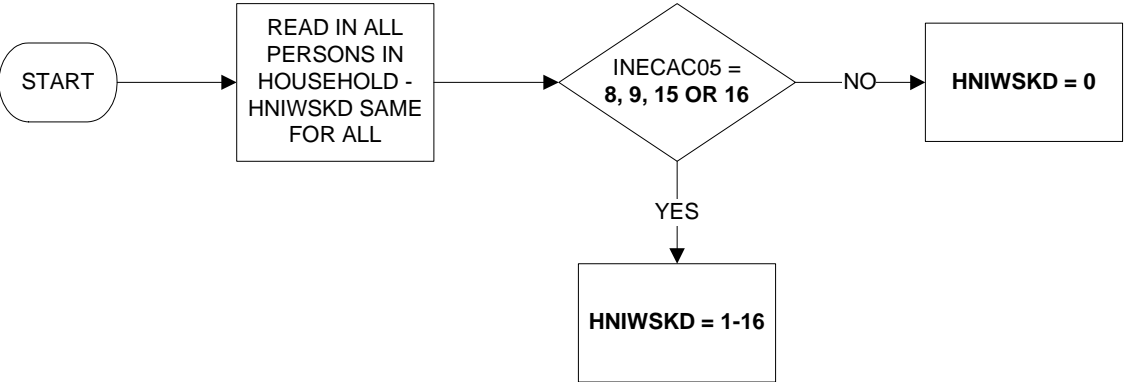 START
READ IN ALL
PERSONS IN
HOUSEHOLD -
HNIWSKD SAME
FOR ALL
INECAC05 =
8, 9, 15 OR 16
NO
HNIWSKD = 0
YES
HNIWSKD = 1-16